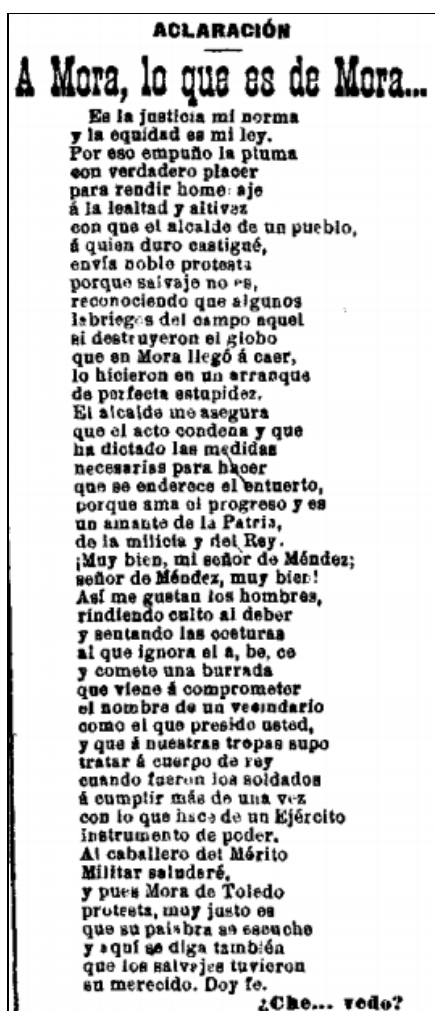 ACLARACIÓN
A Mora, lo que es de Mora...
Es la justicia mi norma
y la equidad es mi ley.
Por eso empuño la pluma
con verdadero placer
para rendir homenaje
á la lealtad y altivez
con que el alcalde de un pueblo,
á quien duro castigué,
envía noble protesta
porque salvaje no es,
reconociendo que algunos
labriegos del campo aquel
si destruyeron el globo
que en Mora llegó á caer,
lo hicieron en un arranque
de perfecta estupidez.
El alcalde me asegura
que el acto condena y que
ha dictado las medidas
necesarias para hacer
que se enderece el entuerto,
porque ama el progreso y es
un amante de la Patria,
de la milicia y del Rey.
¡Muy bien, mi señor de Méndez;
señor de Méndez, muy bien!
Así me gustan los hombres,
rindiendo culto al deber
y sentando las costuras
al que ignora el a, be, ce
y comete una burrada
que viene á comprometer
el nombre de un vecindario
como el que preside usted,
y que á nuestras tropas supo
tratar á cuerpo de rey
cuando fueron los soldados
á cumplir más de una vez
con lo que hace de un Ejército
instrumento de poder.
Al caballero del Mérito
Militar saludaré,
y pues Mora de Toledo
protesta, muy justo es
que su palabra se escuche
y aquí se diga también
que los salvajes tuvieron
su merecido. Doy fe.
¿Che... vedo?